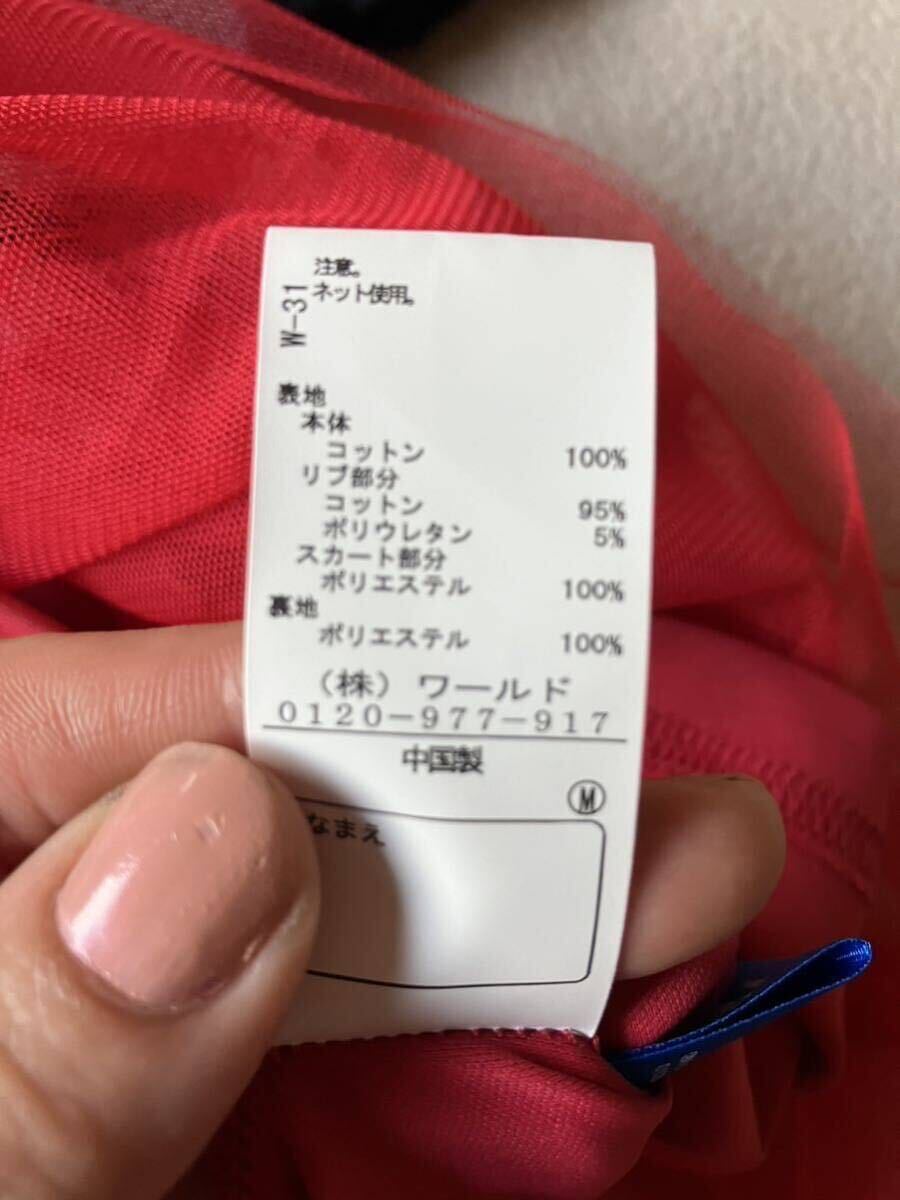 注意。
ネット使用。
W-31
表地
本体
コットン 100%
リブ部分
コットン 95%
ポリウレタン 5%
スカート部分
ポリエステル 100%
裏地
ポリエステル 100%
(株) ワールド
0120-977-917
中国製
Ⓜ
なまえ